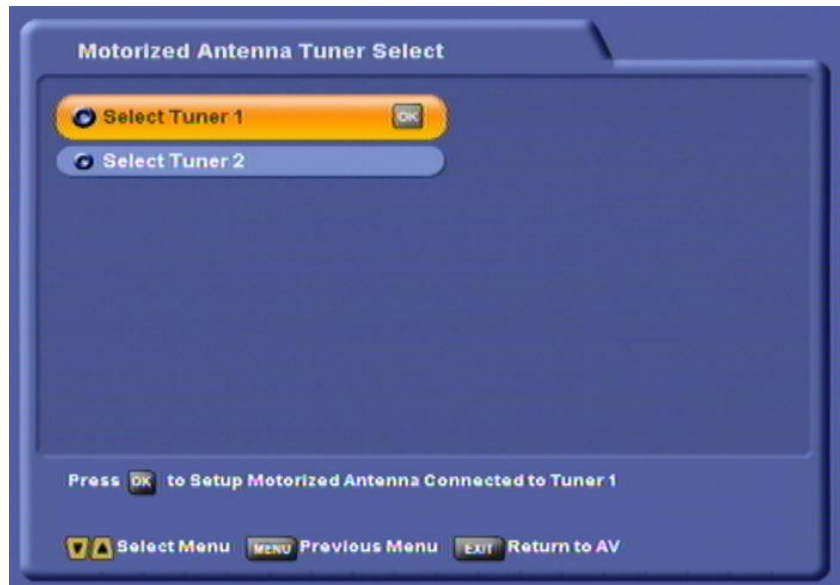 Motorized Antenna Tuner Select
Select Tuner 1 OK
Select Tuner 2
Press OK to Setup Motorized Antenna Connected to Tuner 1
Select Menu MENU Previous Menu EXIT Return to AV